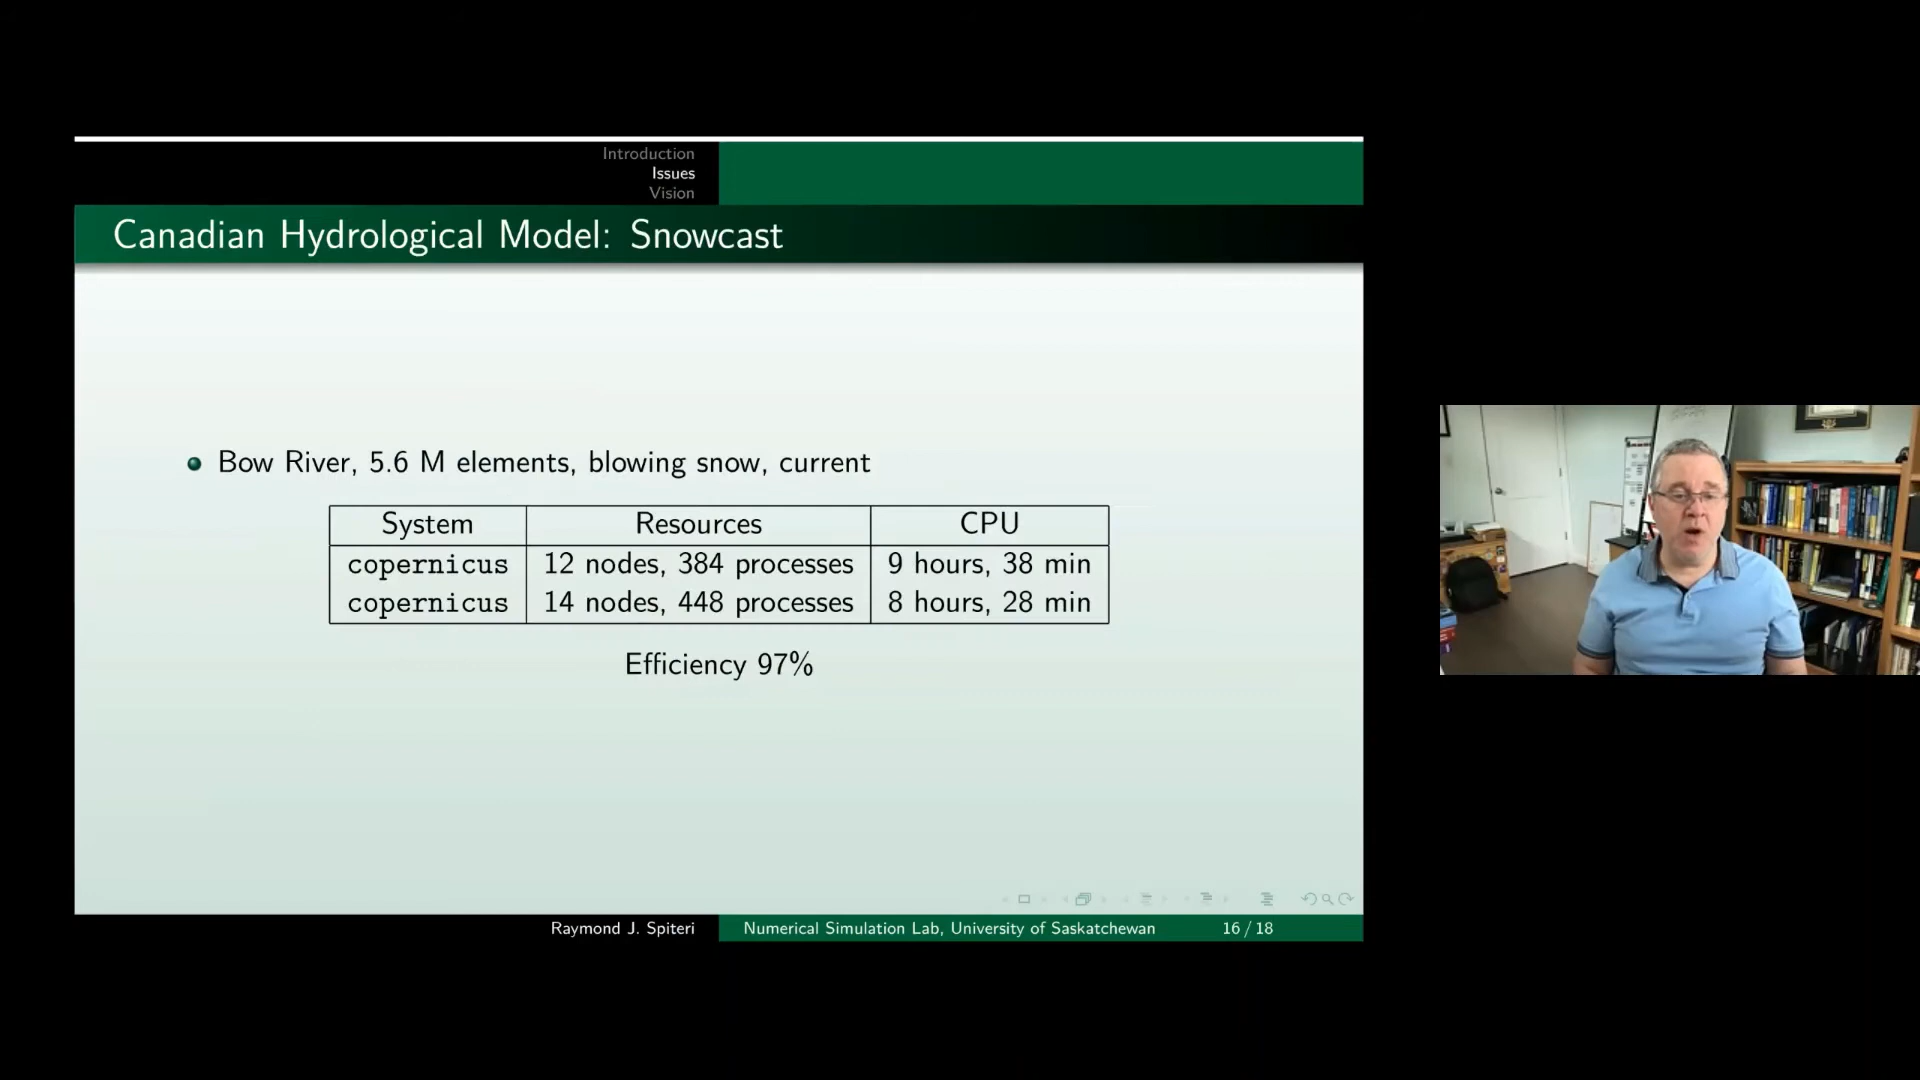 Introduction
Issues
Vision
Canadian Hydrological Model: Snowcast
Bow River, 5.6 M elements, blowing snow, current
System Resources CPU
copernicus 12 nodes, 384 processes 9 hours, 38 min
copernicus 14 nodes, 448 processes 8 hours, 28 min
Efficiency 97%
Raymond J. Spiteri Numerical Simulation Lab, University of Saskatchewan 16 / 18